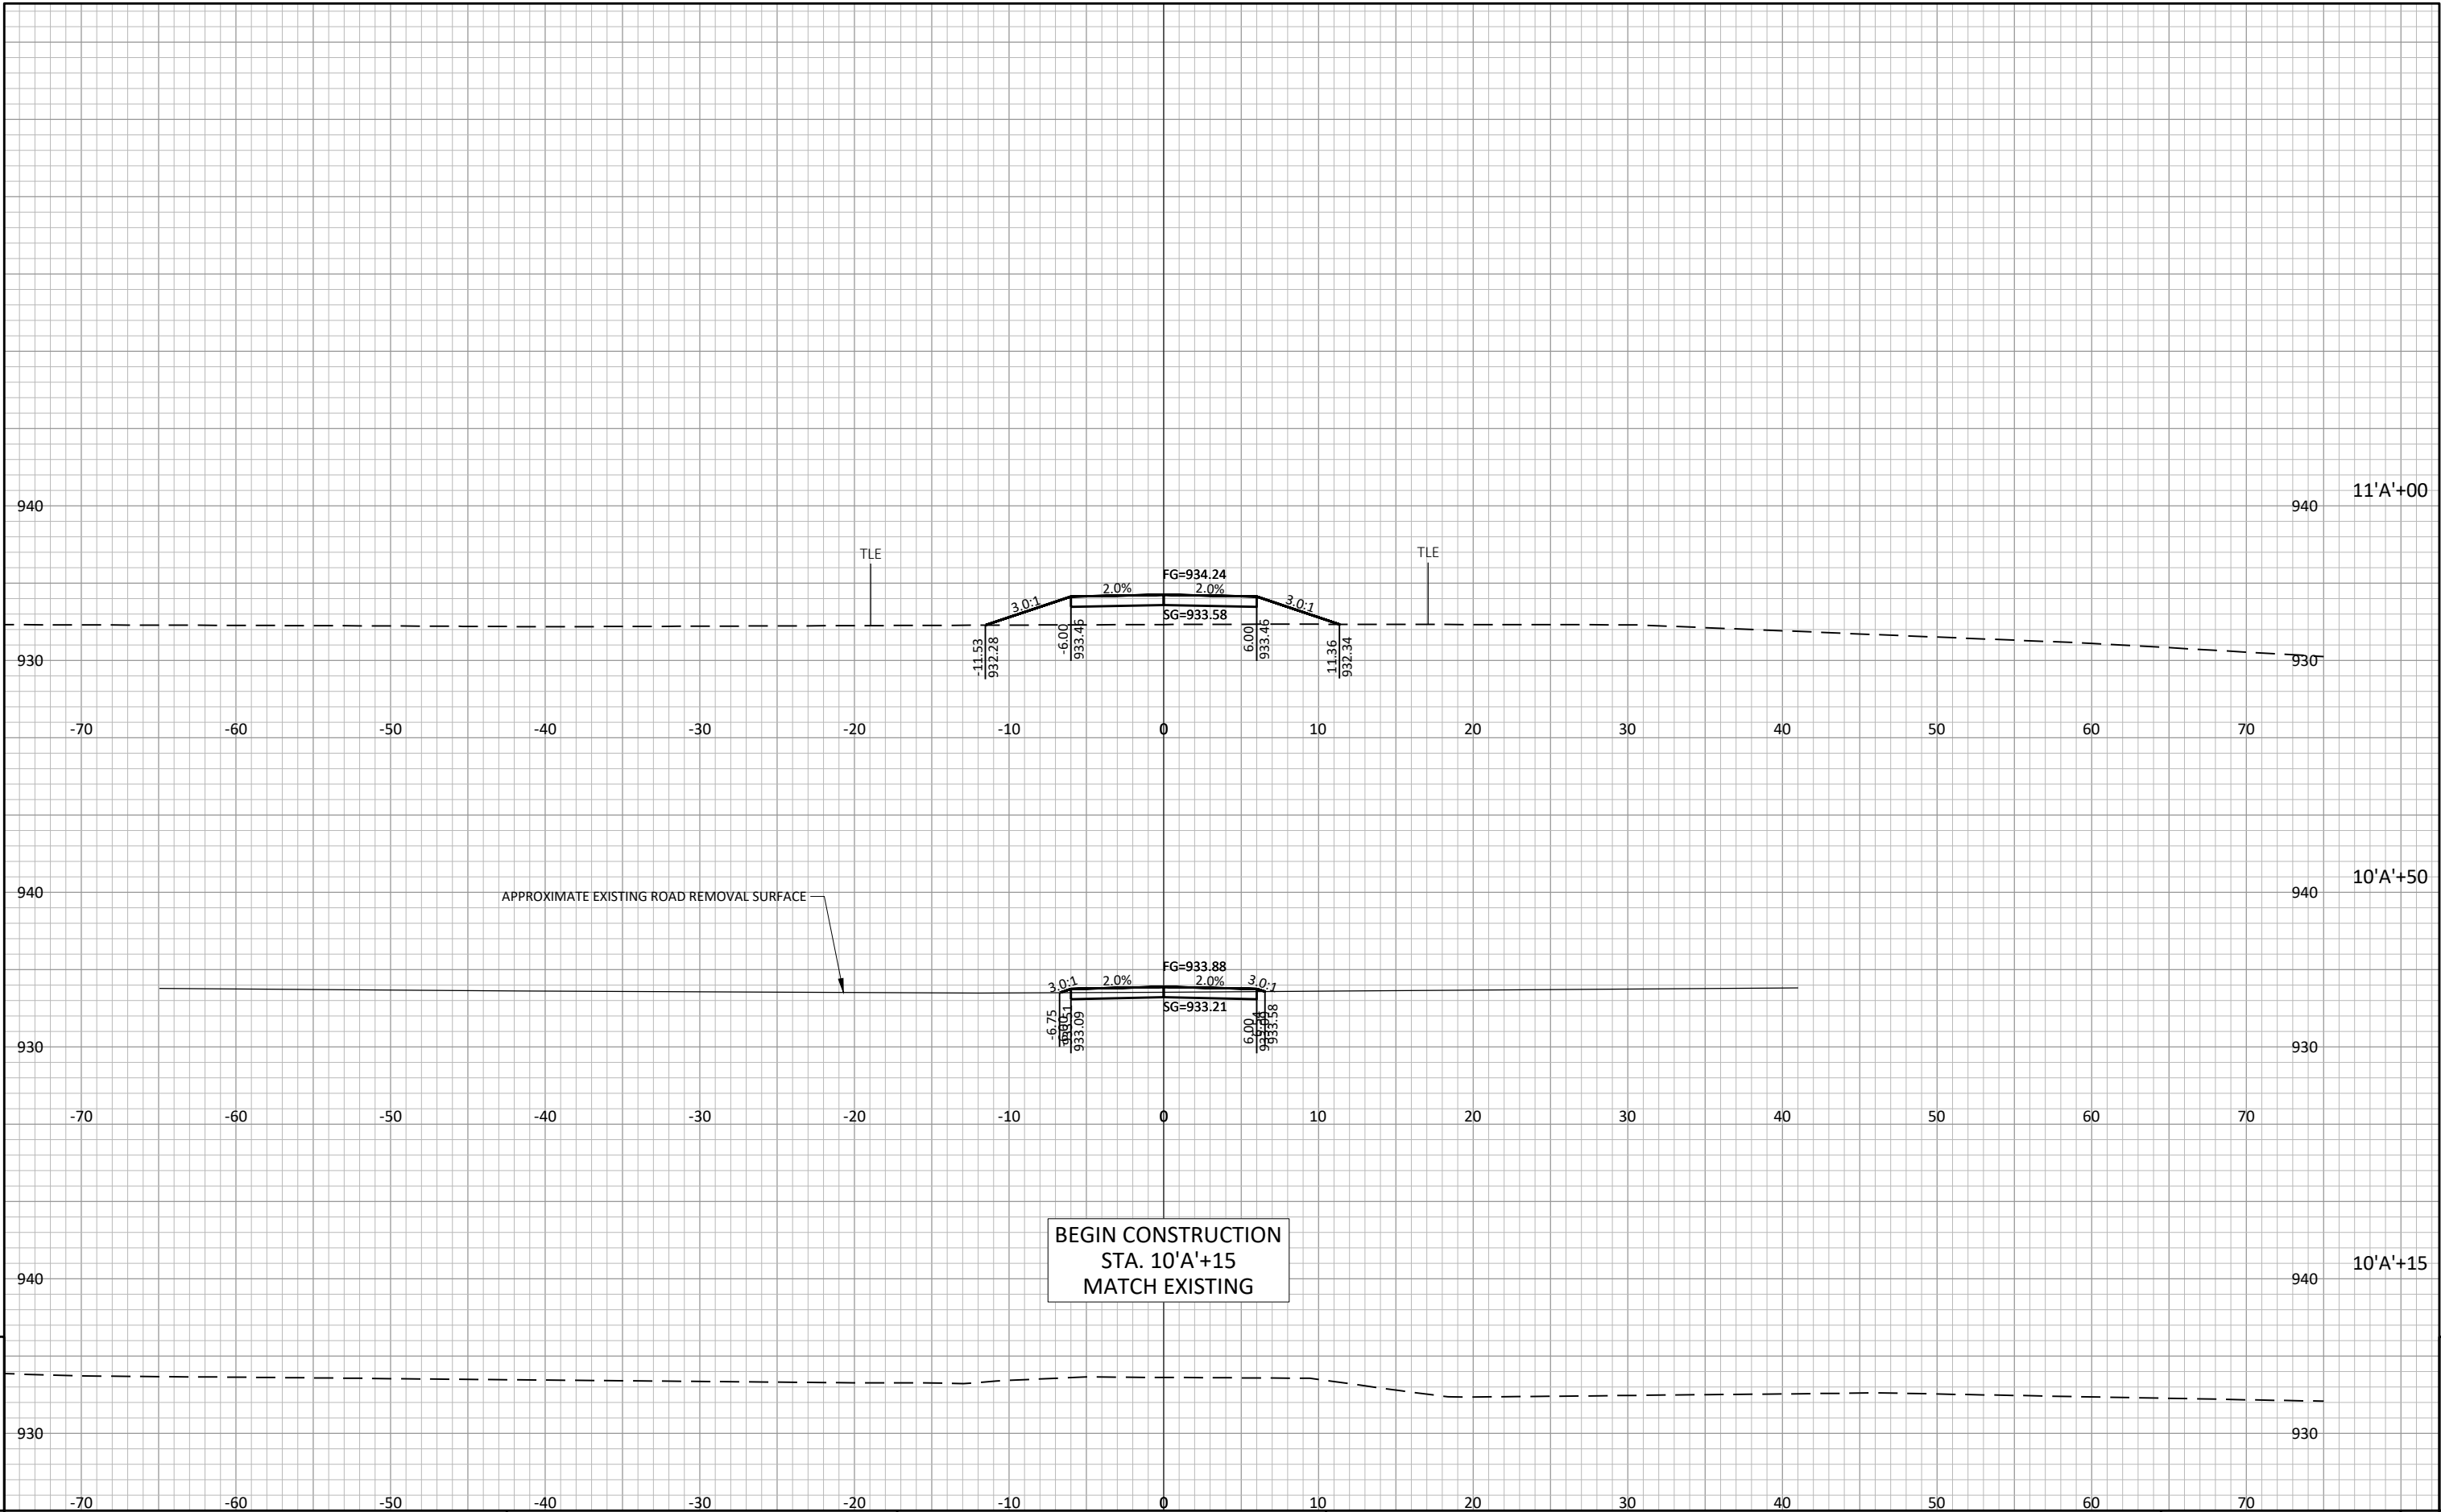 940
940
11'A'+00
TLE
TLE
FG=934.24
2.0%
2.0%
3.0:1
3.0:1
SG=933.58
-11.53
932.28
-6.00
933.46
6.00
933.46
11.36
932.34
930
930
-70 -60 -50 -40 -30 -20 -10 0 10 20 30 40 50 60 70
940
940
10'A'+50
APPROXIMATE EXISTING ROAD REMOVAL SURFACE
FG=933.88
3.0:1
2.0%
2.0%
3.0:1
SG=933.21
-6.75
933.51
933.09
6.00
933.58
930
930
-70 -60 -50 -40 -30 -20 -10 0 10 20 30 40 50 60 70
BEGIN CONSTRUCTION
STA. 10'A'+15
MATCH EXISTING
940
940
10'A'+15
930
930
-70 -60 -50 -40 -30 -20 -10 0 10 20 30 40 50 60 70